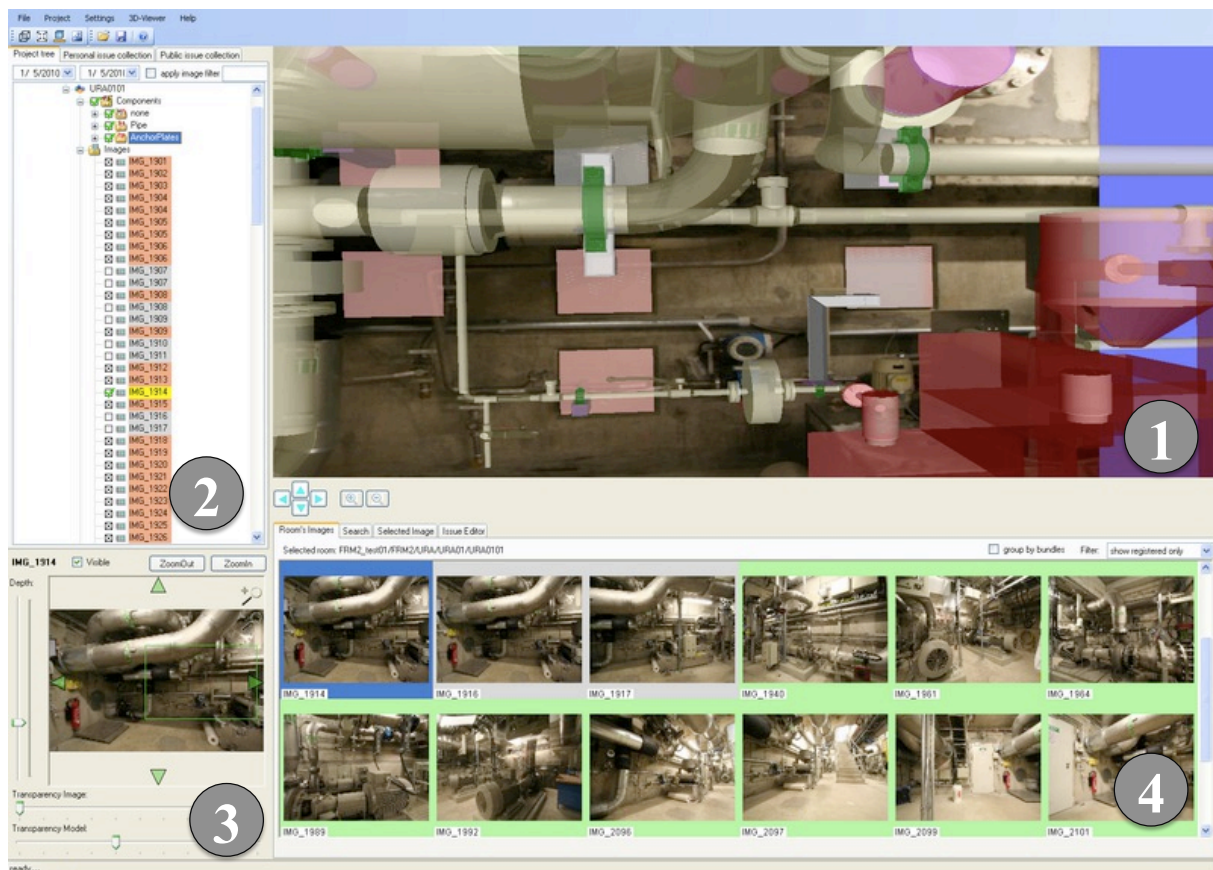 File Project Settings 3D-Viewer Help
Project tree Personal issue collection Public issue collection
1/ 5/2010 1/ 5/2011 apply image filter
URA0101
Components
none
Pipe
AnchorPlates
Images
IMG_1901
IMG_1902
IMG_1903
IMG_1904
IMG_1904
IMG_1905
IMG_1905
IMG_1906
IMG_1906
IMG_1907
IMG_1907
IMG_1908
IMG_1908
IMG_1909
IMG_1909
IMG_1910
IMG_1911
IMG_1912
IMG_1913
IMG_1914
IMG_1915
IMG_1916
IMG_1917
IMG_1918
IMG_1919
IMG_1920
IMG_1921
IMG_1922
IMG_1923
IMG_1924
IMG_1925
IMG_1926
2
1
Room's Images Search Selected Image Issue Editor
Selected room: FRM2_test01/FRM2/URA/URA01/URA0101 group by bundles Filter: show registered only
IMG_1914 Visible ZoomOut ZoomIn
Depth:
Transparency Image:
Transparency Model:
3
IMG_1914 IMG_1916 IMG_1917 IMG_1940 IMG_1961 IMG_1964
IMG_1989 IMG_1992 IMG_2096 IMG_2097 IMG_2099 IMG_2101
4
ready...